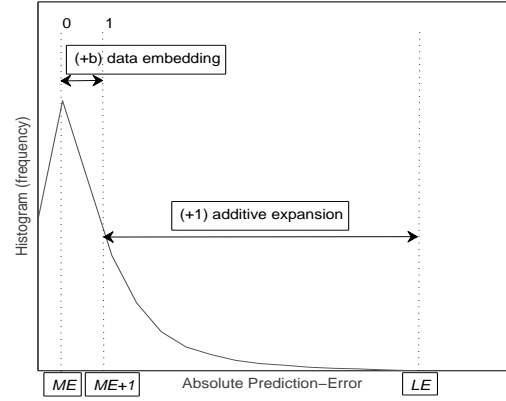 0 1
(+b) data embedding
Histogram (frequency)
(+1) additive expansion
ME ME+1 Absolute Prediction−Error LE